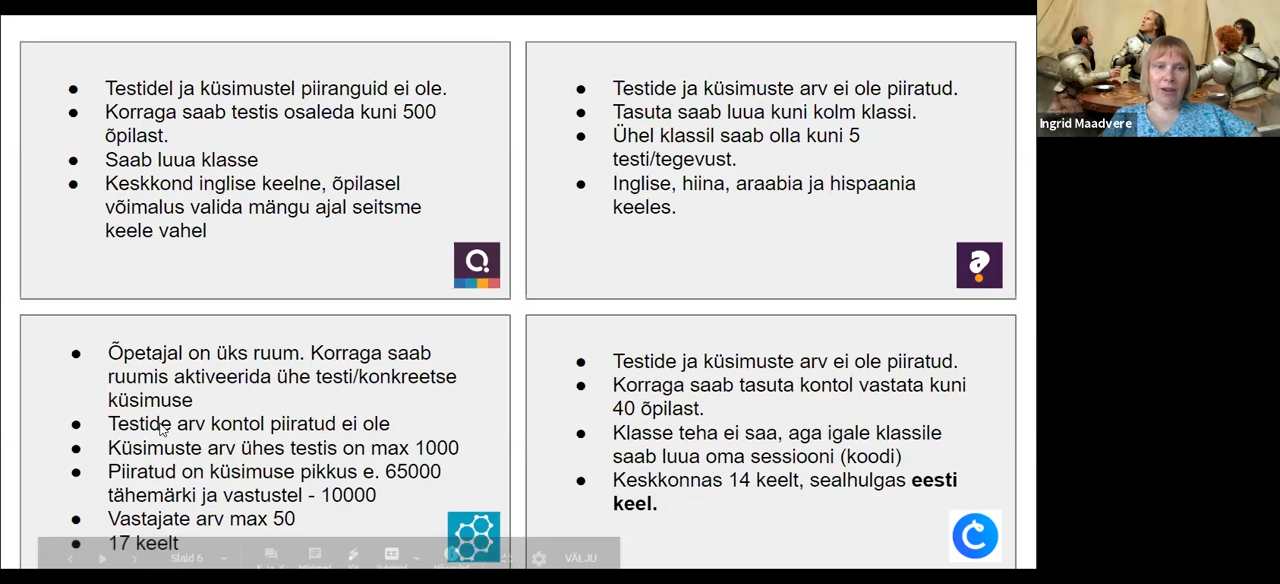 Testidel ja küsimustel piiranguid ei ole.
Korraga saab testis osaleda kuni 500
õpilast.
Saab luua klasse
Keskkond inglise keelne, õpilasel
võimalus valida mängu ajal seitsme
keele vahel
Testide ja küsimuste arv ei ole piiratud.
Tasuta saab luua kuni kolm klassi.
Ühel klassil saab olla kuni 5
testi/tegevust.
Inglise, hiina, araabia ja hispaania
keeles.
Õpetajal on üks ruum. Korraga saab
ruumis aktiveerida ühe testi/konkreetse
küsimuse
Testide arv kontol piiratud ei ole
Küsimuste arv ühes testis on max 1000
Piiratud on küsimuse pikkus e. 65000
tähemärki ja vastustel - 10000
Vastajate arv max 50
17 keelt
Testide ja küsimuste arv ei ole piiratud.
Korraga saab tasuta kontol vastata kuni
40 õpilast.
Klasse teha ei saa, aga igale klassile
saab luua oma sessiooni (koodi)
Keskkonnas 14 keelt, sealhulgas eesti
keel.
Slaid 6
VÄLJU
Ingrid Maadvere